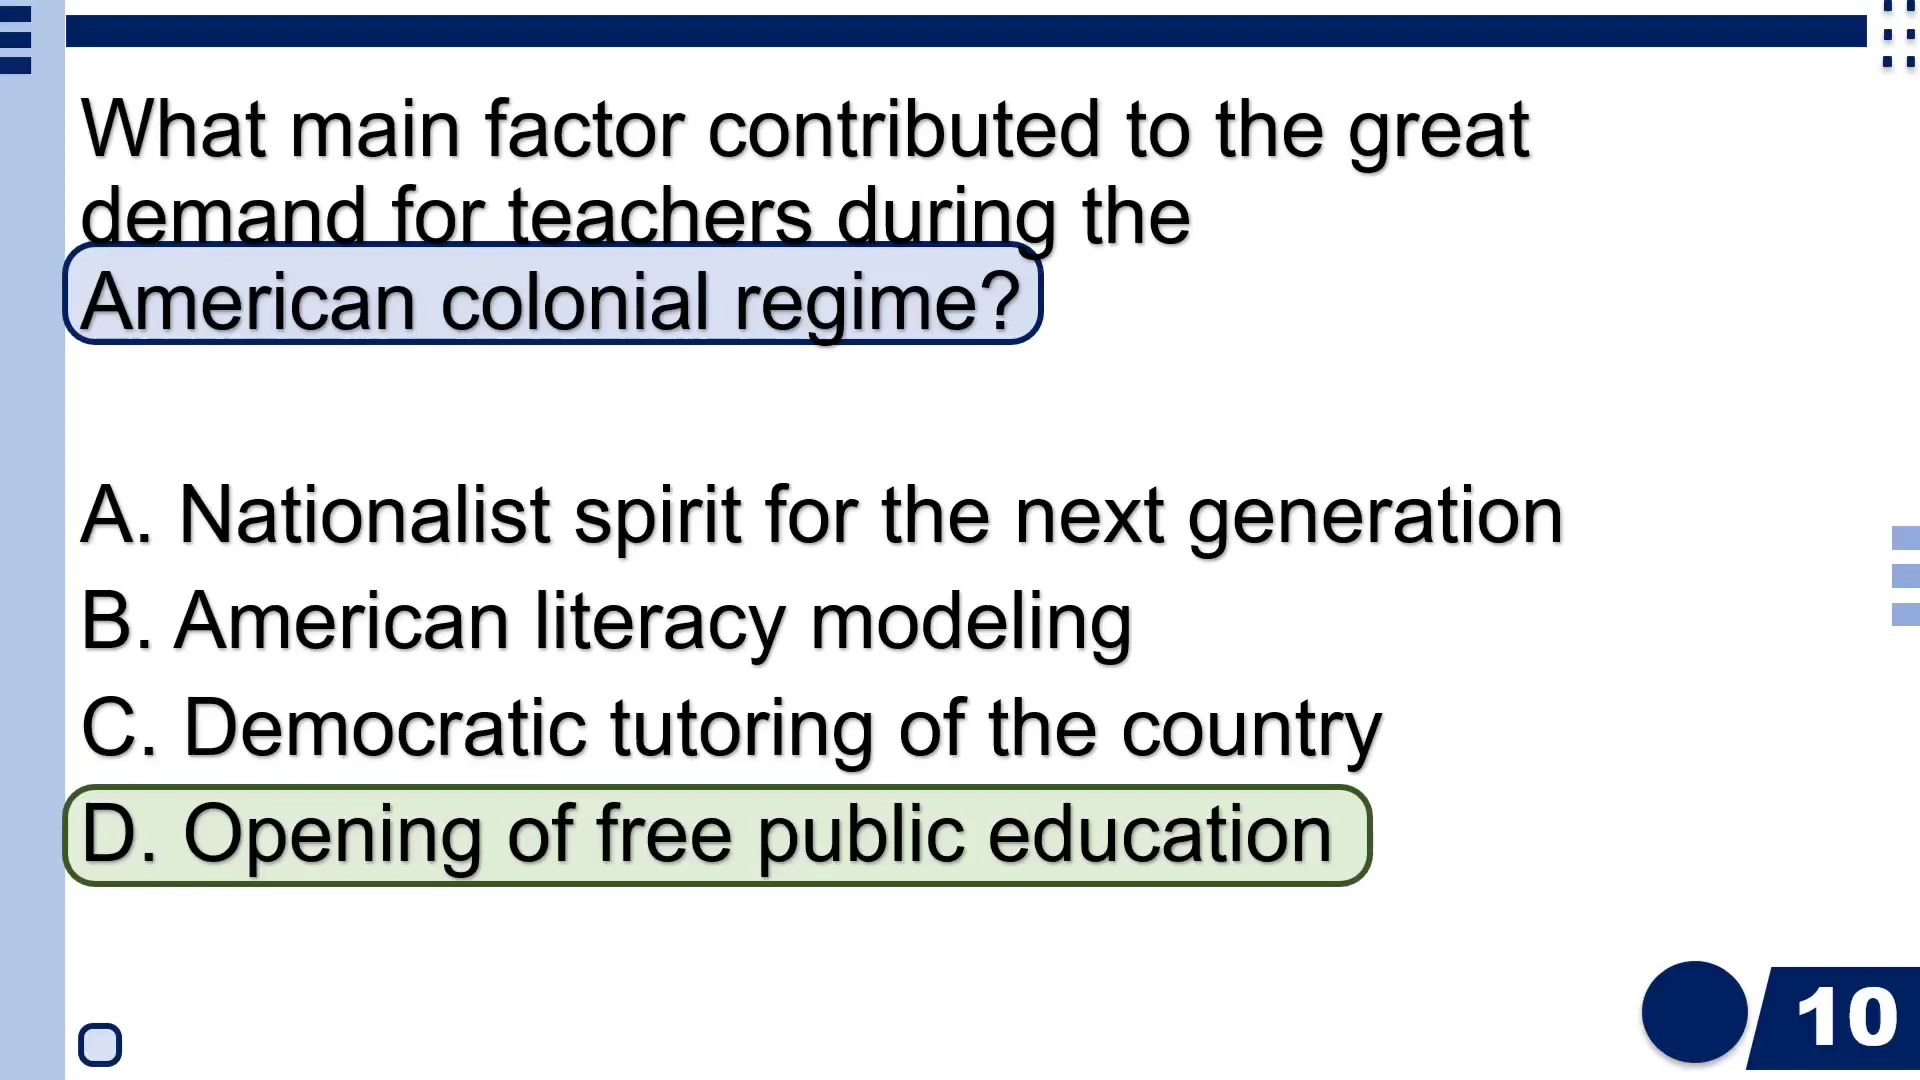 What main factor contributed to the great
demand for teachers during the
American colonial regime?
A. Nationalist spirit for the next generation
B. American literacy modeling
C. Democratic tutoring of the country
D. Opening of free public education
10